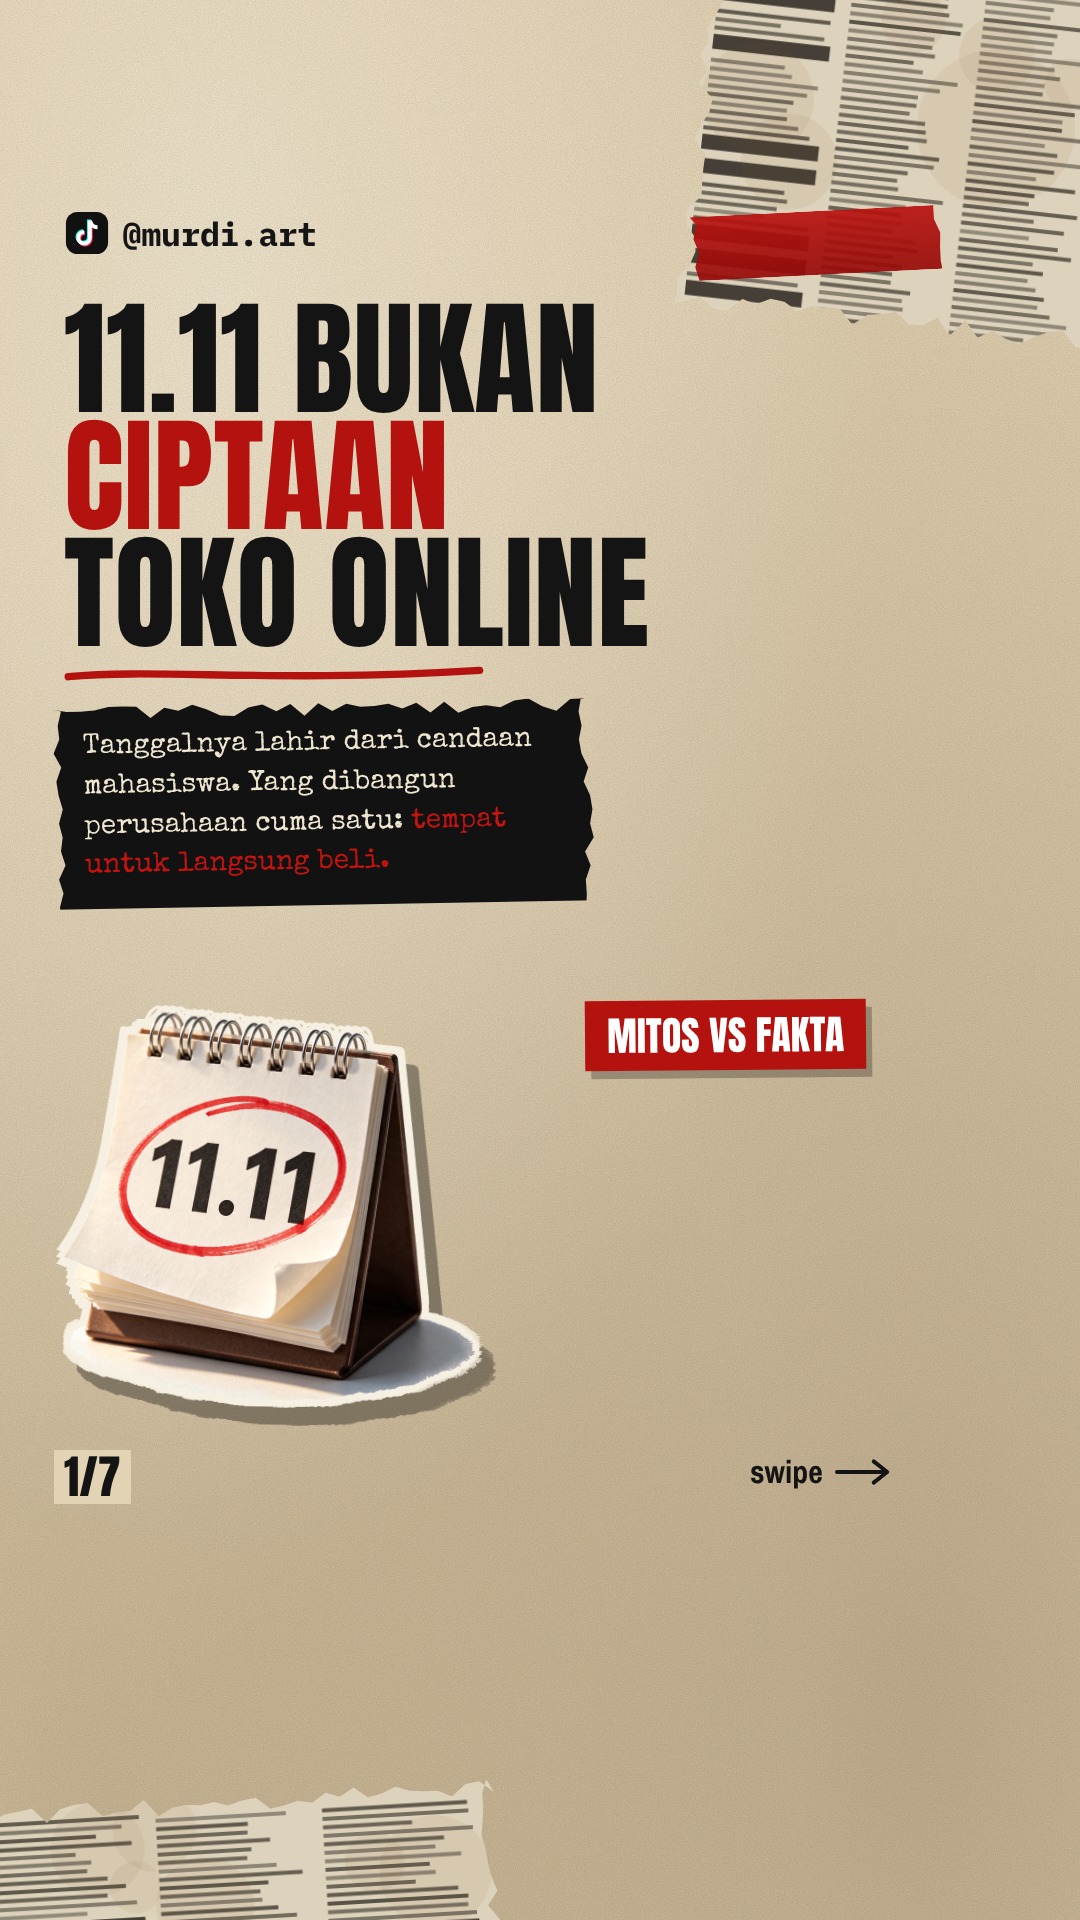 @murdi.art
11.11 BUKAN
CIPTAAN
TOKO ONLINE
Tanggalnya lahir dari candaan
mahasiswa. Yang dibangun
perusahaan cuma satu: tempat
untuk langsung beli.
MITOS VS FAKTA
11.11
1/7
swipe